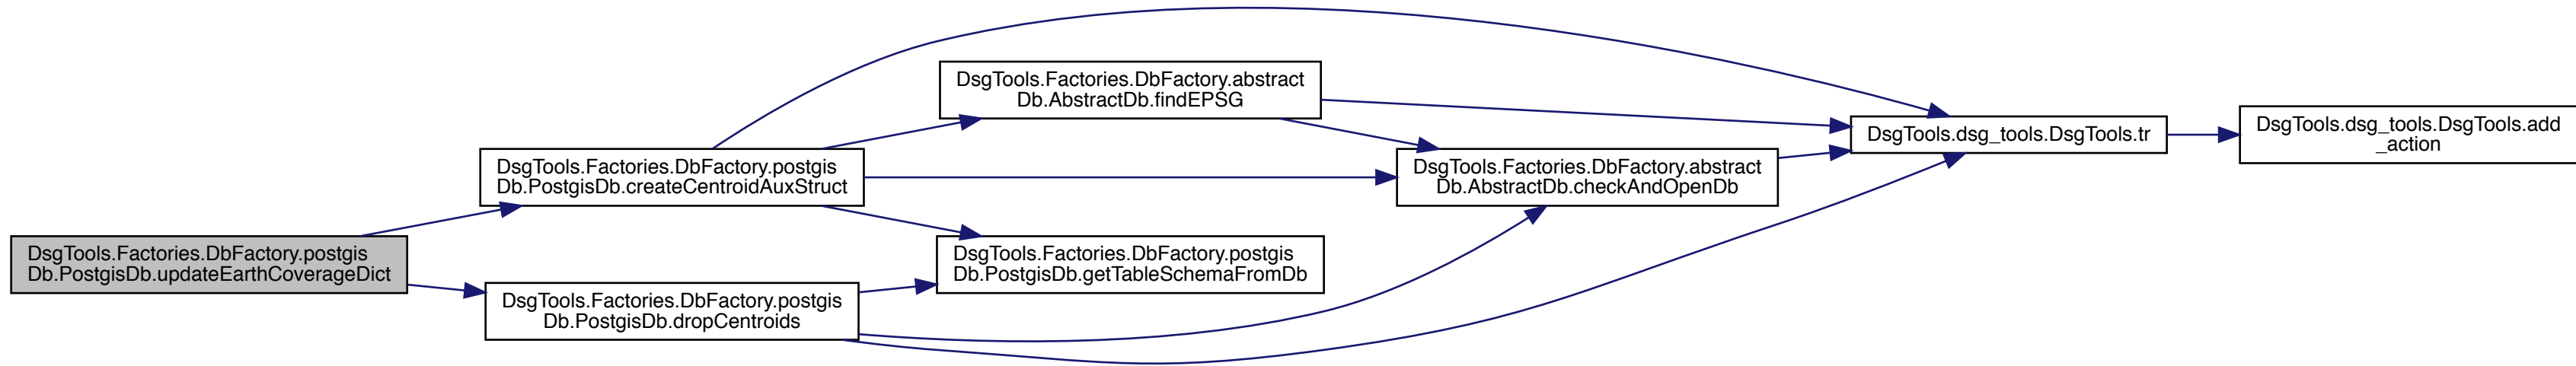 DsgTools.Factories.DbFactory.postgis
Db.PostgisDb.updateEarthCoverageDict
DsgTools.Factories.DbFactory.postgis
Db.PostgisDb.createCentroidAuxStruct
DsgTools.Factories.DbFactory.postgis
Db.PostgisDb.dropCentroids
DsgTools.Factories.DbFactory.abstract
Db.AbstractDb.findEPSG
DsgTools.Factories.DbFactory.postgis
Db.PostgisDb.getTableSchemaFromDb
DsgTools.Factories.DbFactory.abstract
Db.AbstractDb.checkAndOpenDb
DsgTools.dsg_tools.DsgTools.tr
DsgTools.dsg_tools.DsgTools.add
_action